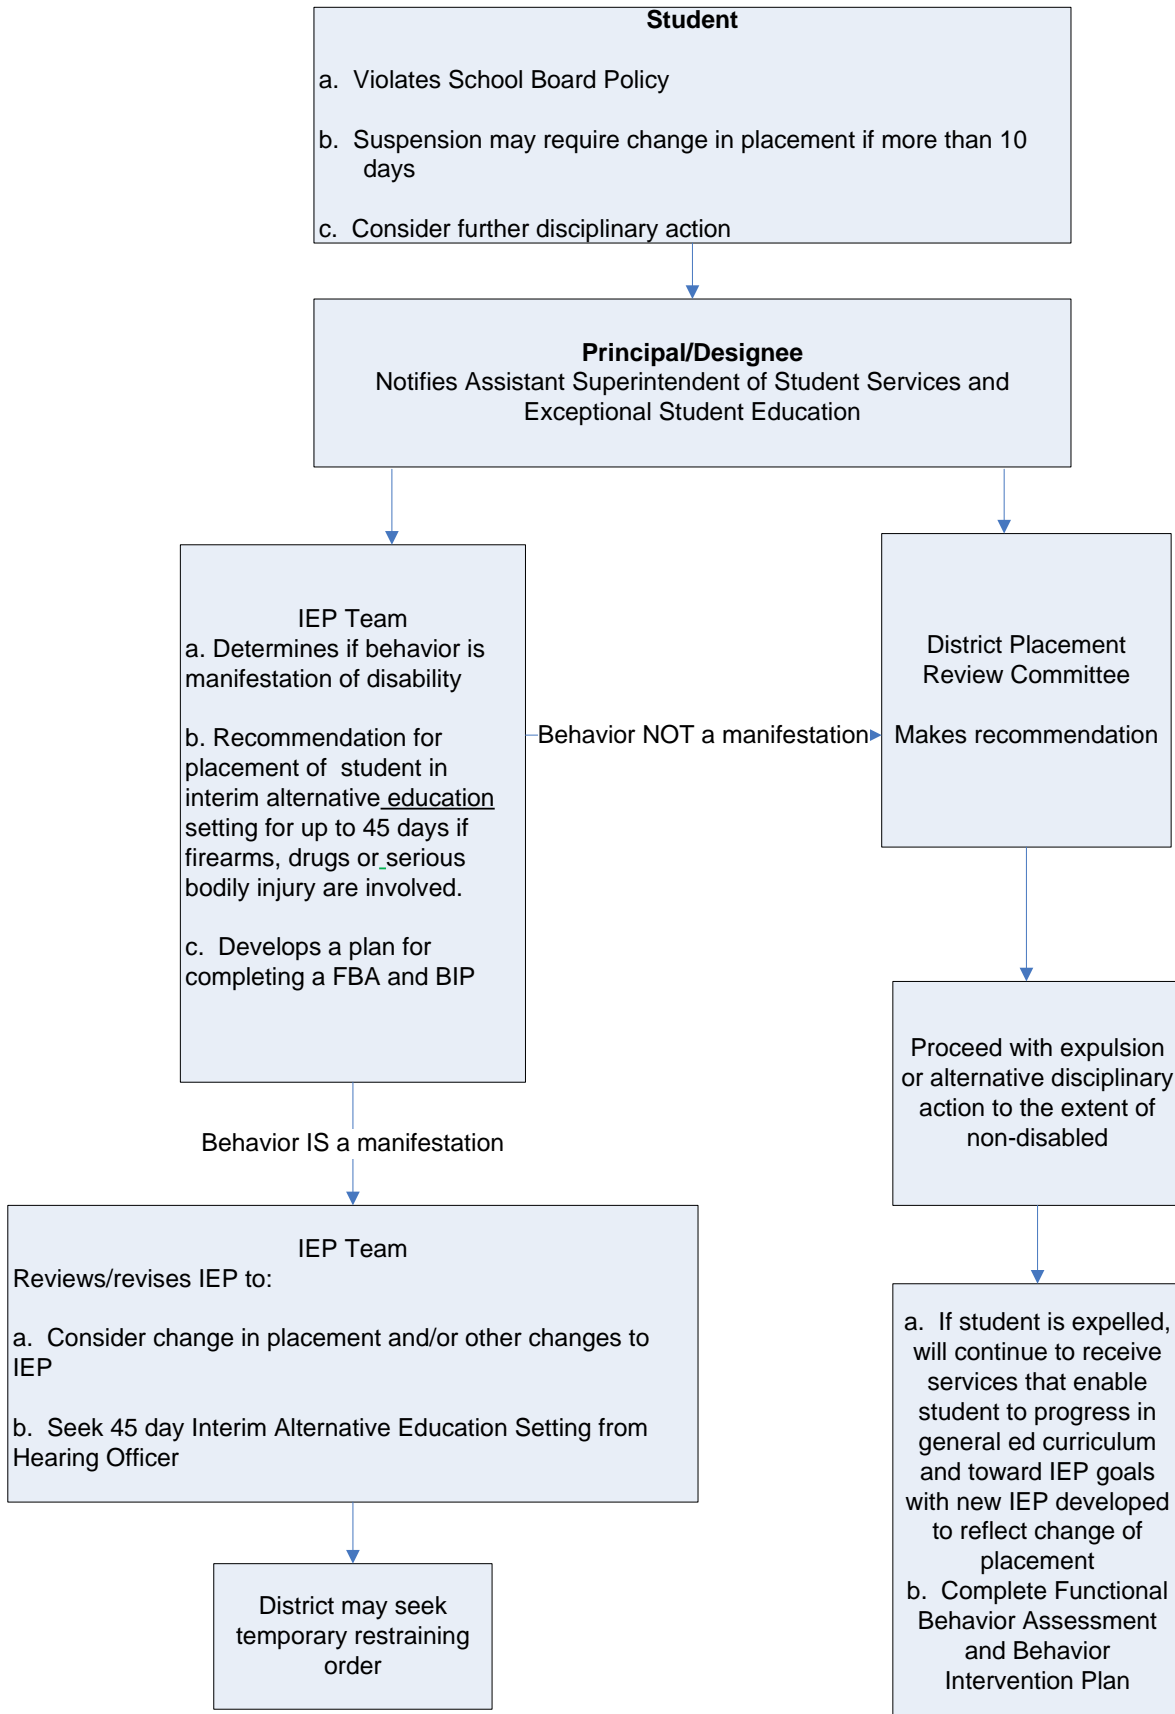 Student
a. Violates School Board Policy
b. Suspension may require change in placement if more than 10
days
c. Consider further disciplinary action
Principal/Designee
Notifies Assistant Superintendent of Student Services and
Exceptional Student Education
IEP Team
a. Determines if behavior is
manifestation of disability
b. Recommendation for
placement of student in
interim alternative education
setting for up to 45 days if
firearms, drugs or serious
bodily injury are involved.
c. Develops a plan for
completing a FBA and BIP
Behavior NOT a manifestation
District Placement
Review Committee
Makes recommendation
Proceed with expulsion
or alternative disciplinary
action to the extent of
non-disabled
Behavior IS a manifestation
IEP Team
Reviews/revises IEP to:
a. Consider change in placement and/or other changes to
IEP
b. Seek 45 day Interim Alternative Education Setting from
Hearing Officer
District may seek
temporary restraining
order
a. If student is expelled,
will continue to receive
services that enable
student to progress in
general ed curriculum
and toward IEP goals
with new IEP developed
to reflect change of
placement
b. Complete Functional
Behavior Assessment
and Behavior
Intervention Plan